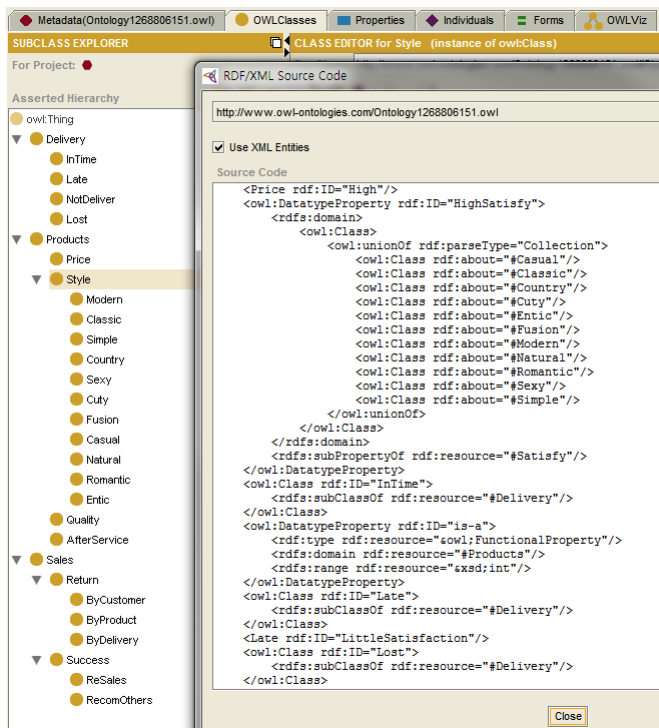 Metadata(Ontology1268806151.owl) OWLClasses Properties Individuals Forms OWLViz
SUBCLASS EXPLORER
CLASS EDITOR for Style (instance of owl:Class)
For Project:
Asserted Hierarchy
owl:Thing
Delivery
InTime
Late
NotDeliver
Lost
Products
Price
Style
Modern
Classic
Simple
Country
Sexy
Cuty
Fusion
Casual
Natural
Romantic
Entic
Quality
AfterService
Sales
Return
ByCustomer
ByProduct
ByDelivery
Success
ReSales
RecomOthers
RDF/XML Source Code
http://www.owl-ontologies.com/Ontology1268806151.owl
Use XML Entities
Source Code
<Price rdf:ID="High"/>
<owl:DatatypeProperty rdf:ID="HighSatisfy">
<rdfs:domain>
<owl:Class>
<owl:unionOf rdf:parseType="Collection">
<owl:Class rdf:about="#Casual"/>
<owl:Class rdf:about="#Classic"/>
<owl:Class rdf:about="#Country"/>
<owl:Class rdf:about="#Cuty"/>
<owl:Class rdf:about="#Entic"/>
<owl:Class rdf:about="#Fusion"/>
<owl:Class rdf:about="#Modern"/>
<owl:Class rdf:about="#Natural"/>
<owl:Class rdf:about="#Romantic"/>
<owl:Class rdf:about="#Sexy"/>
<owl:Class rdf:about="#Simple"/>
</owl:unionOf>
</owl:Class>
</rdfs:domain>
<rdfs:subPropertyOf rdf:resource="#Satisfy"/>
</owl:DatatypeProperty>
<owl:Class rdf:ID="InTime">
<rdfs:subClassOf rdf:resource="#Delivery"/>
</owl:Class>
<owl:DatatypeProperty rdf:ID="is-a">
<rdf:type rdf:resource="&owl;FunctionalProperty"/>
<rdfs:domain rdf:resource="#Products"/>
<rdfs:range rdf:resource="&xsd;int"/>
</owl:DatatypeProperty>
<owl:Class rdf:ID="Late">
<rdfs:subClassOf rdf:resource="#Delivery"/>
</owl:Class>
<Late rdf:ID="LittleSatisfaction"/>
<owl:Class rdf:ID="Lost">
<rdfs:subClassOf rdf:resource="#Delivery"/>
</owl:Class>
Close